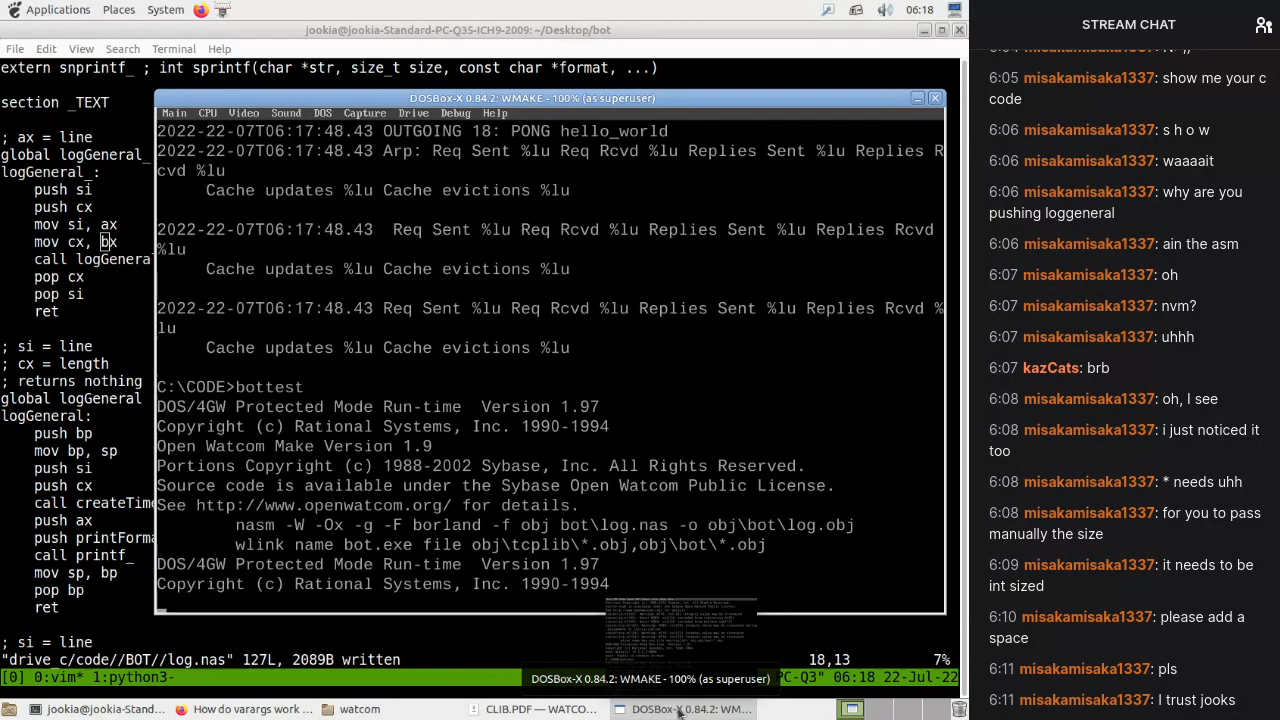 Applications Places System 06:18
jookia@jookia-Standard-PC-Q35-ICH9-2009: ~/Desktop/bot
File Edit View Search Terminal Help
extern snprintf_ ; int sprintf(char *str, size_t size, const char *format, ...)
section _TEXT
; ax = line
global logGeneral_
logGeneral_:
push si
push cx
mov si, ax
mov cx, bx
call logGenera
pop cx
pop si
ret
; si = line
; cx = length
; returns nothing
global logGeneral
logGeneral:
push bp
mov bp, sp
push si
push cx
call createTime
push ax
push printForma
call printf_
mov sp, bp
pop bp
ret
; si = line
"drive_c/code/BOT/log.nas" 127L, 2089B written 18,13 7%
[0] 0:vim* 1:python3- PC-Q3" 06:18 22-Jul-22
DOSBox-X 0.84.2: WMAKE - 100% (as superuser)
Main CPU Video Sound DOS Capture Drive Debug Help
2022-22-07T06:17:48.43 OUTGOING 18: PONG hello_world
2022-22-07T06:17:48.43 Arp: Req Sent %lu Req Rcvd %lu Replies Sent %lu Replies R
cvd %lu
Cache updates %lu Cache evictions %lu
2022-22-07T06:17:48.43  Req Sent %lu Req Rcvd %lu Replies Sent %lu Replies Rcvd
%lu
Cache updates %lu Cache evictions %lu
2022-22-07T06:17:48.43 Req Sent %lu Req Rcvd %lu Replies Sent %lu Replies Rcvd %
lu
Cache updates %lu Cache evictions %lu
C:\CODE>bottest
DOS/4GW Protected Mode Run-time  Version 1.97
Copyright (c) Rational Systems, Inc. 1990-1994
Open Watcom Make Version 1.9
Portions Copyright (c) 1988-2002 Sybase, Inc. All Rights Reserved.
Source code is available under the Sybase Open Watcom Public License.
See http://www.openwatcom.org/ for details.
nasm -W -Ox -g -F borland -f obj bot\log.nas -o obj\bot\log.obj
wlink name bot.exe file obj\tcplib\*.obj,obj\bot\*.obj
DOS/4GW Protected Mode Run-time  Version 1.97
Copyright (c) Rational Systems, Inc. 1990-1994
DOSBox-X 0.84.2: WMAKE - 100% (as superuser)
jookia@jookia-Stand... How do varargs work... watcom CLIB.PDF — WATCO... DOSBox-X 0.84.2: WM...
STREAM CHAT
6:05 misakamisaka1337: show me your c
code
6:06 misakamisaka1337: s h o w
6:06 misakamisaka1337: waaaait
6:06 misakamisaka1337: why are you
pushing loggeneral
6:06 misakamisaka1337: ain the asm
6:07 misakamisaka1337: oh
6:07 misakamisaka1337: nvm?
6:07 misakamisaka1337: uhhh
6:07 kazCats: brb
6:08 misakamisaka1337: oh, I see
6:08 misakamisaka1337: i just noticed it
too
6:08 misakamisaka1337: * needs uhh
6:08 misakamisaka1337: for you to pass
manually the size
6:09 misakamisaka1337: it needs to be
int sized
6:10 misakamisaka1337: please add a
space
6:11 misakamisaka1337: pls
6:11 misakamisaka1337: I trust jooks